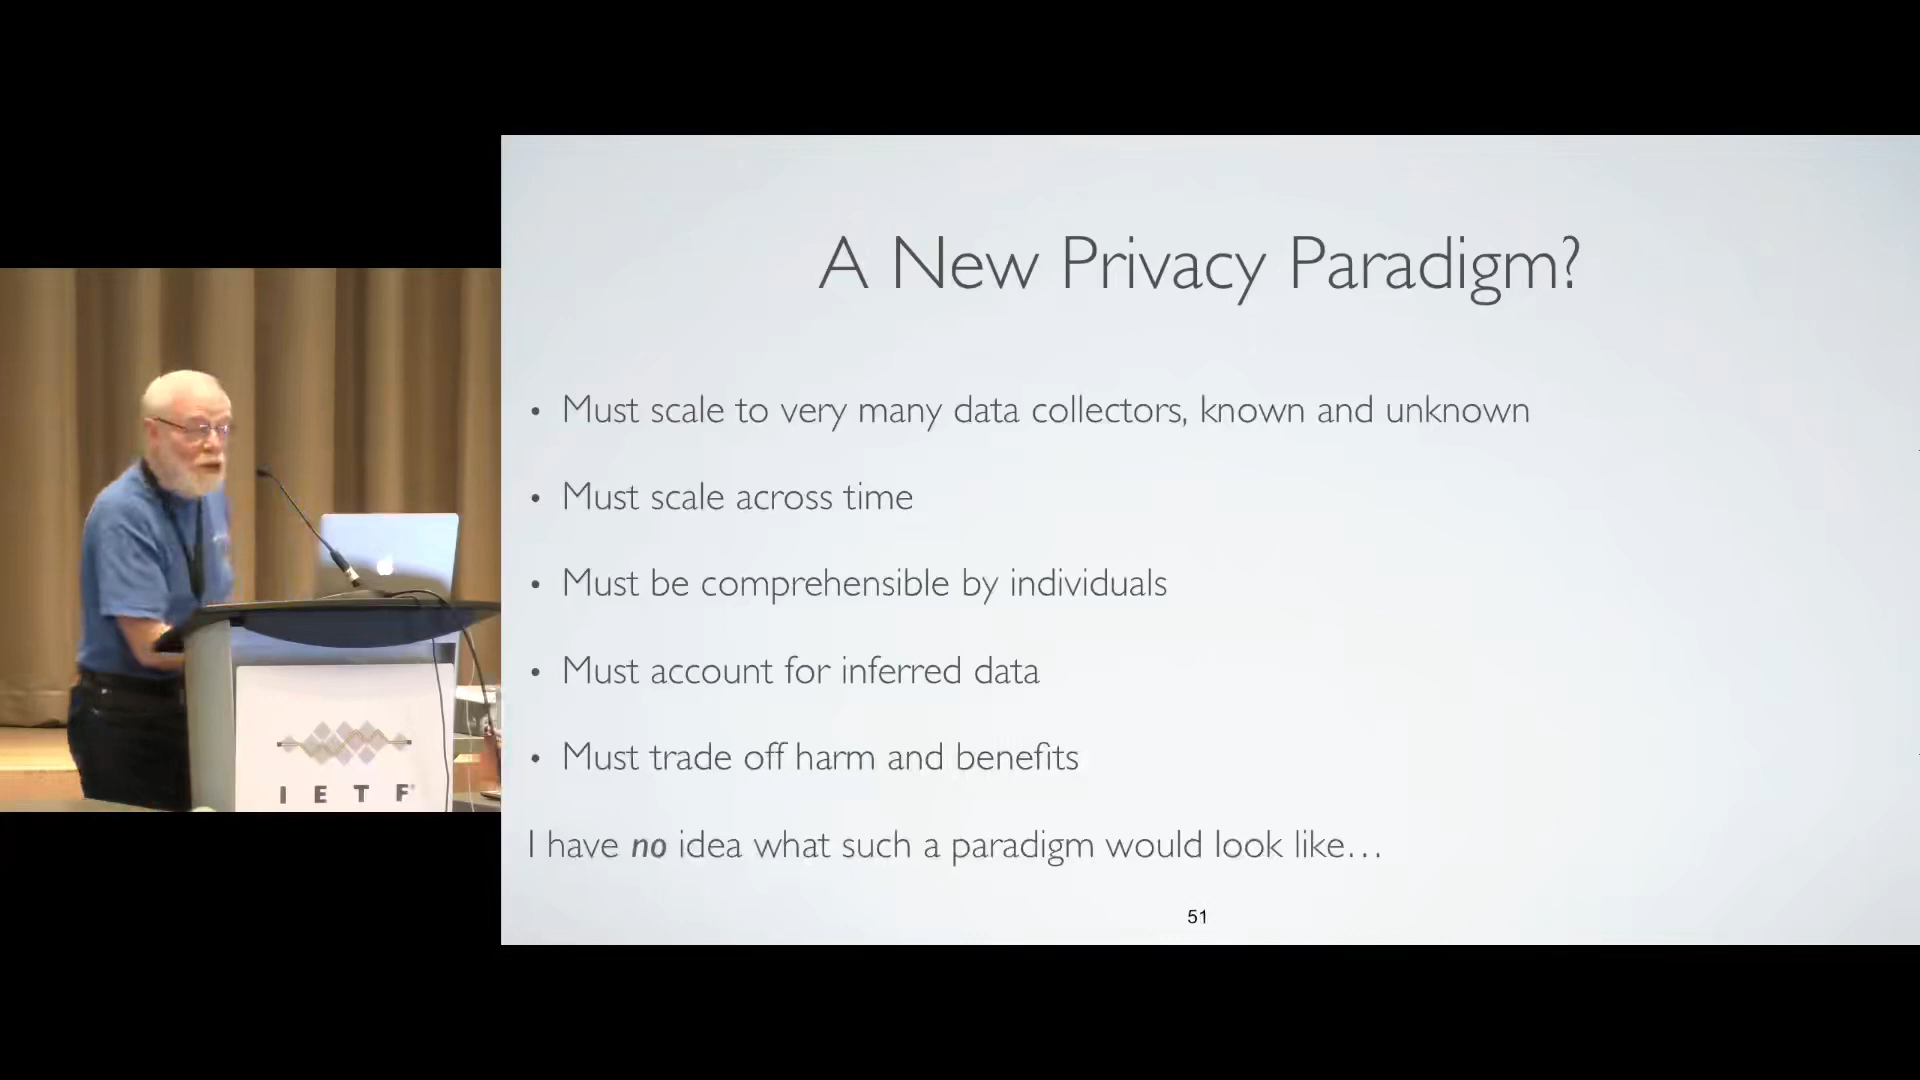 A New Privacy Paradigm?
• Must scale to very many data collectors, known and unknown
• Must scale across time
• Must be comprehensible by individuals
• Must account for inferred data
• Must trade off harm and benefits
I have no idea what such a paradigm would look like…
51
I E T F